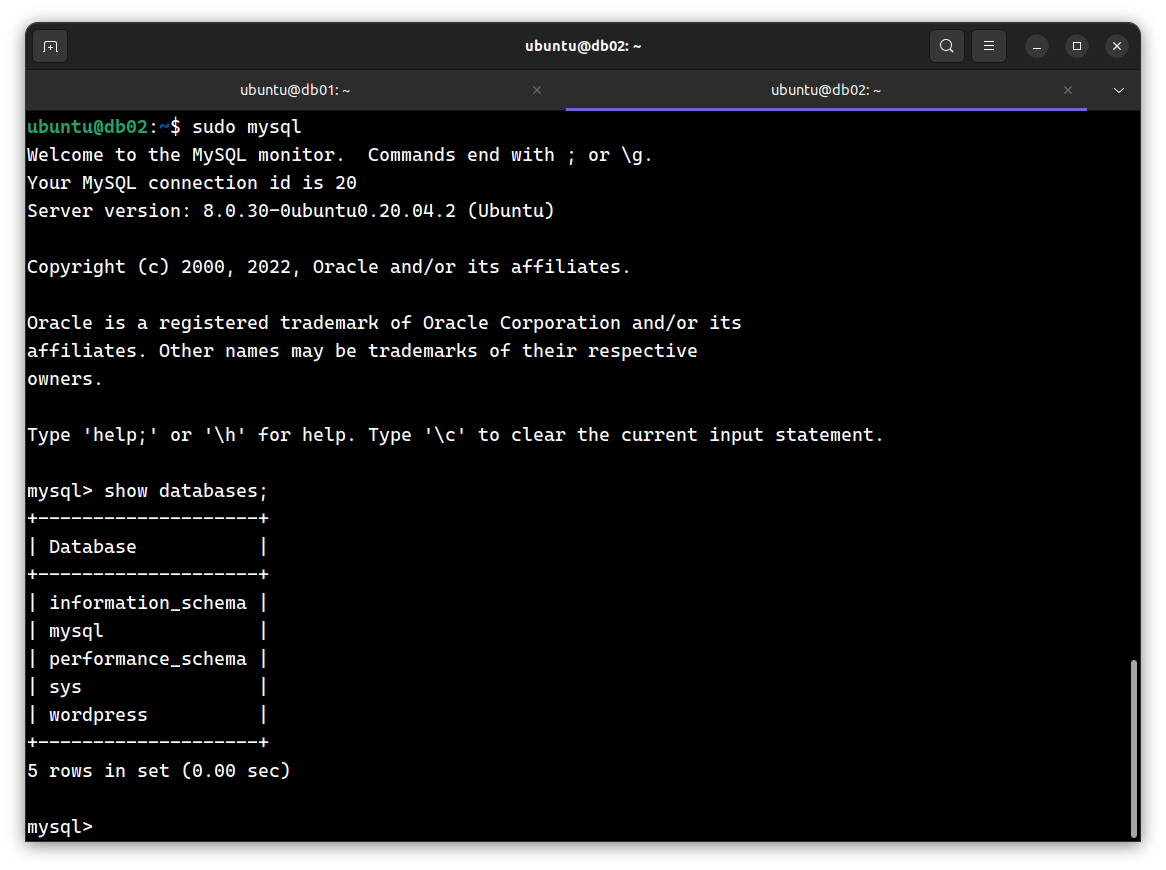 ubuntu@db02: ~
ubuntu@db01: ~
ubuntu@db02: ~
ubuntu@db02:~$ sudo mysql
Welcome to the MySQL monitor.  Commands end with ; or \g.
Your MySQL connection id is 20
Server version: 8.0.30-0ubuntu0.20.04.2 (Ubuntu)
Copyright (c) 2000, 2022, Oracle and/or its affiliates.
Oracle is a registered trademark of Oracle Corporation and/or its
affiliates. Other names may be trademarks of their respective
owners.
Type 'help;' or '\h' for help. Type '\c' to clear the current input statement.
mysql> show databases;
+--------------------+
| Database           |
+--------------------+
| information_schema |
| mysql              |
| performance_schema |
| sys                |
| wordpress          |
+--------------------+
5 rows in set (0.00 sec)
mysql>